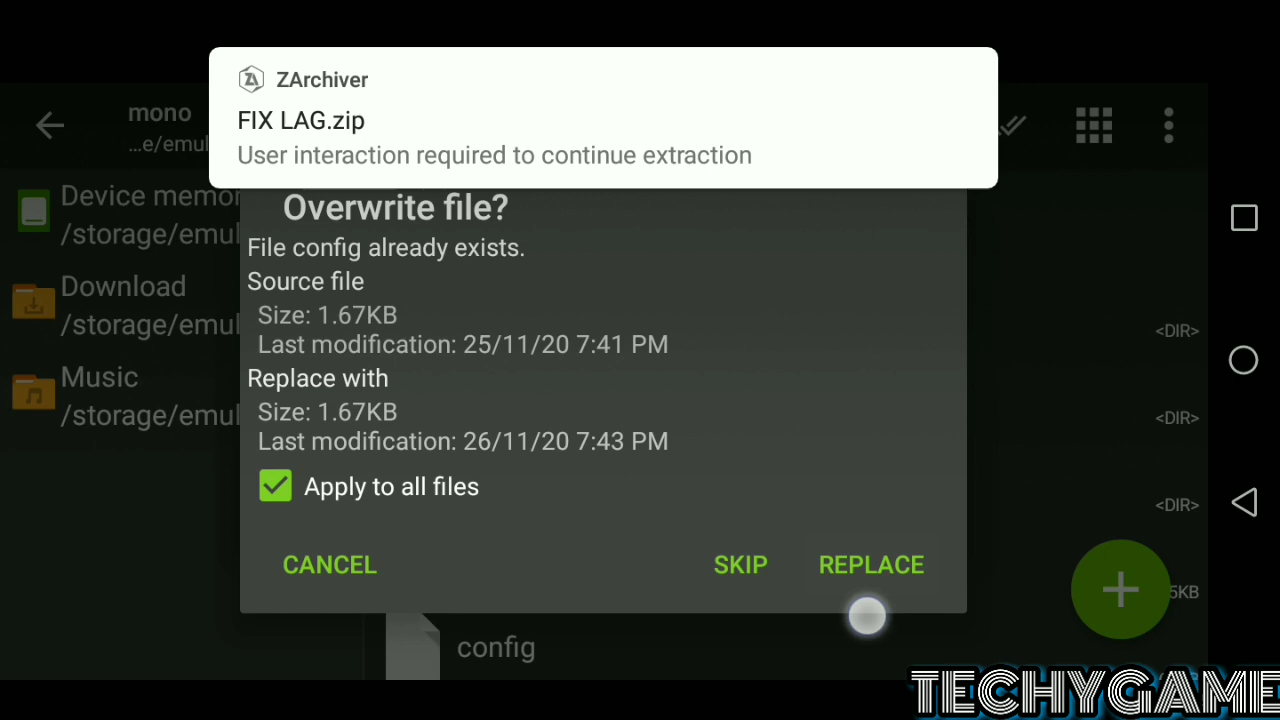 ZArchiver
FIX LAG.zip
User interaction required to continue extraction
mono
...e/emul
Device memor
/storage/emul
Download
/storage/emul
Music
/storage/emul
Overwrite file?
File config already exists.
Source file
Size: 1.67KB
Last modification: 25/11/20 7:41 PM
Replace with
Size: 1.67KB
Last modification: 26/11/20 7:43 PM
Apply to all files
CANCEL
SKIP
REPLACE
<DIR>
<DIR>
<DIR>
5KB
config
TECHYGAME